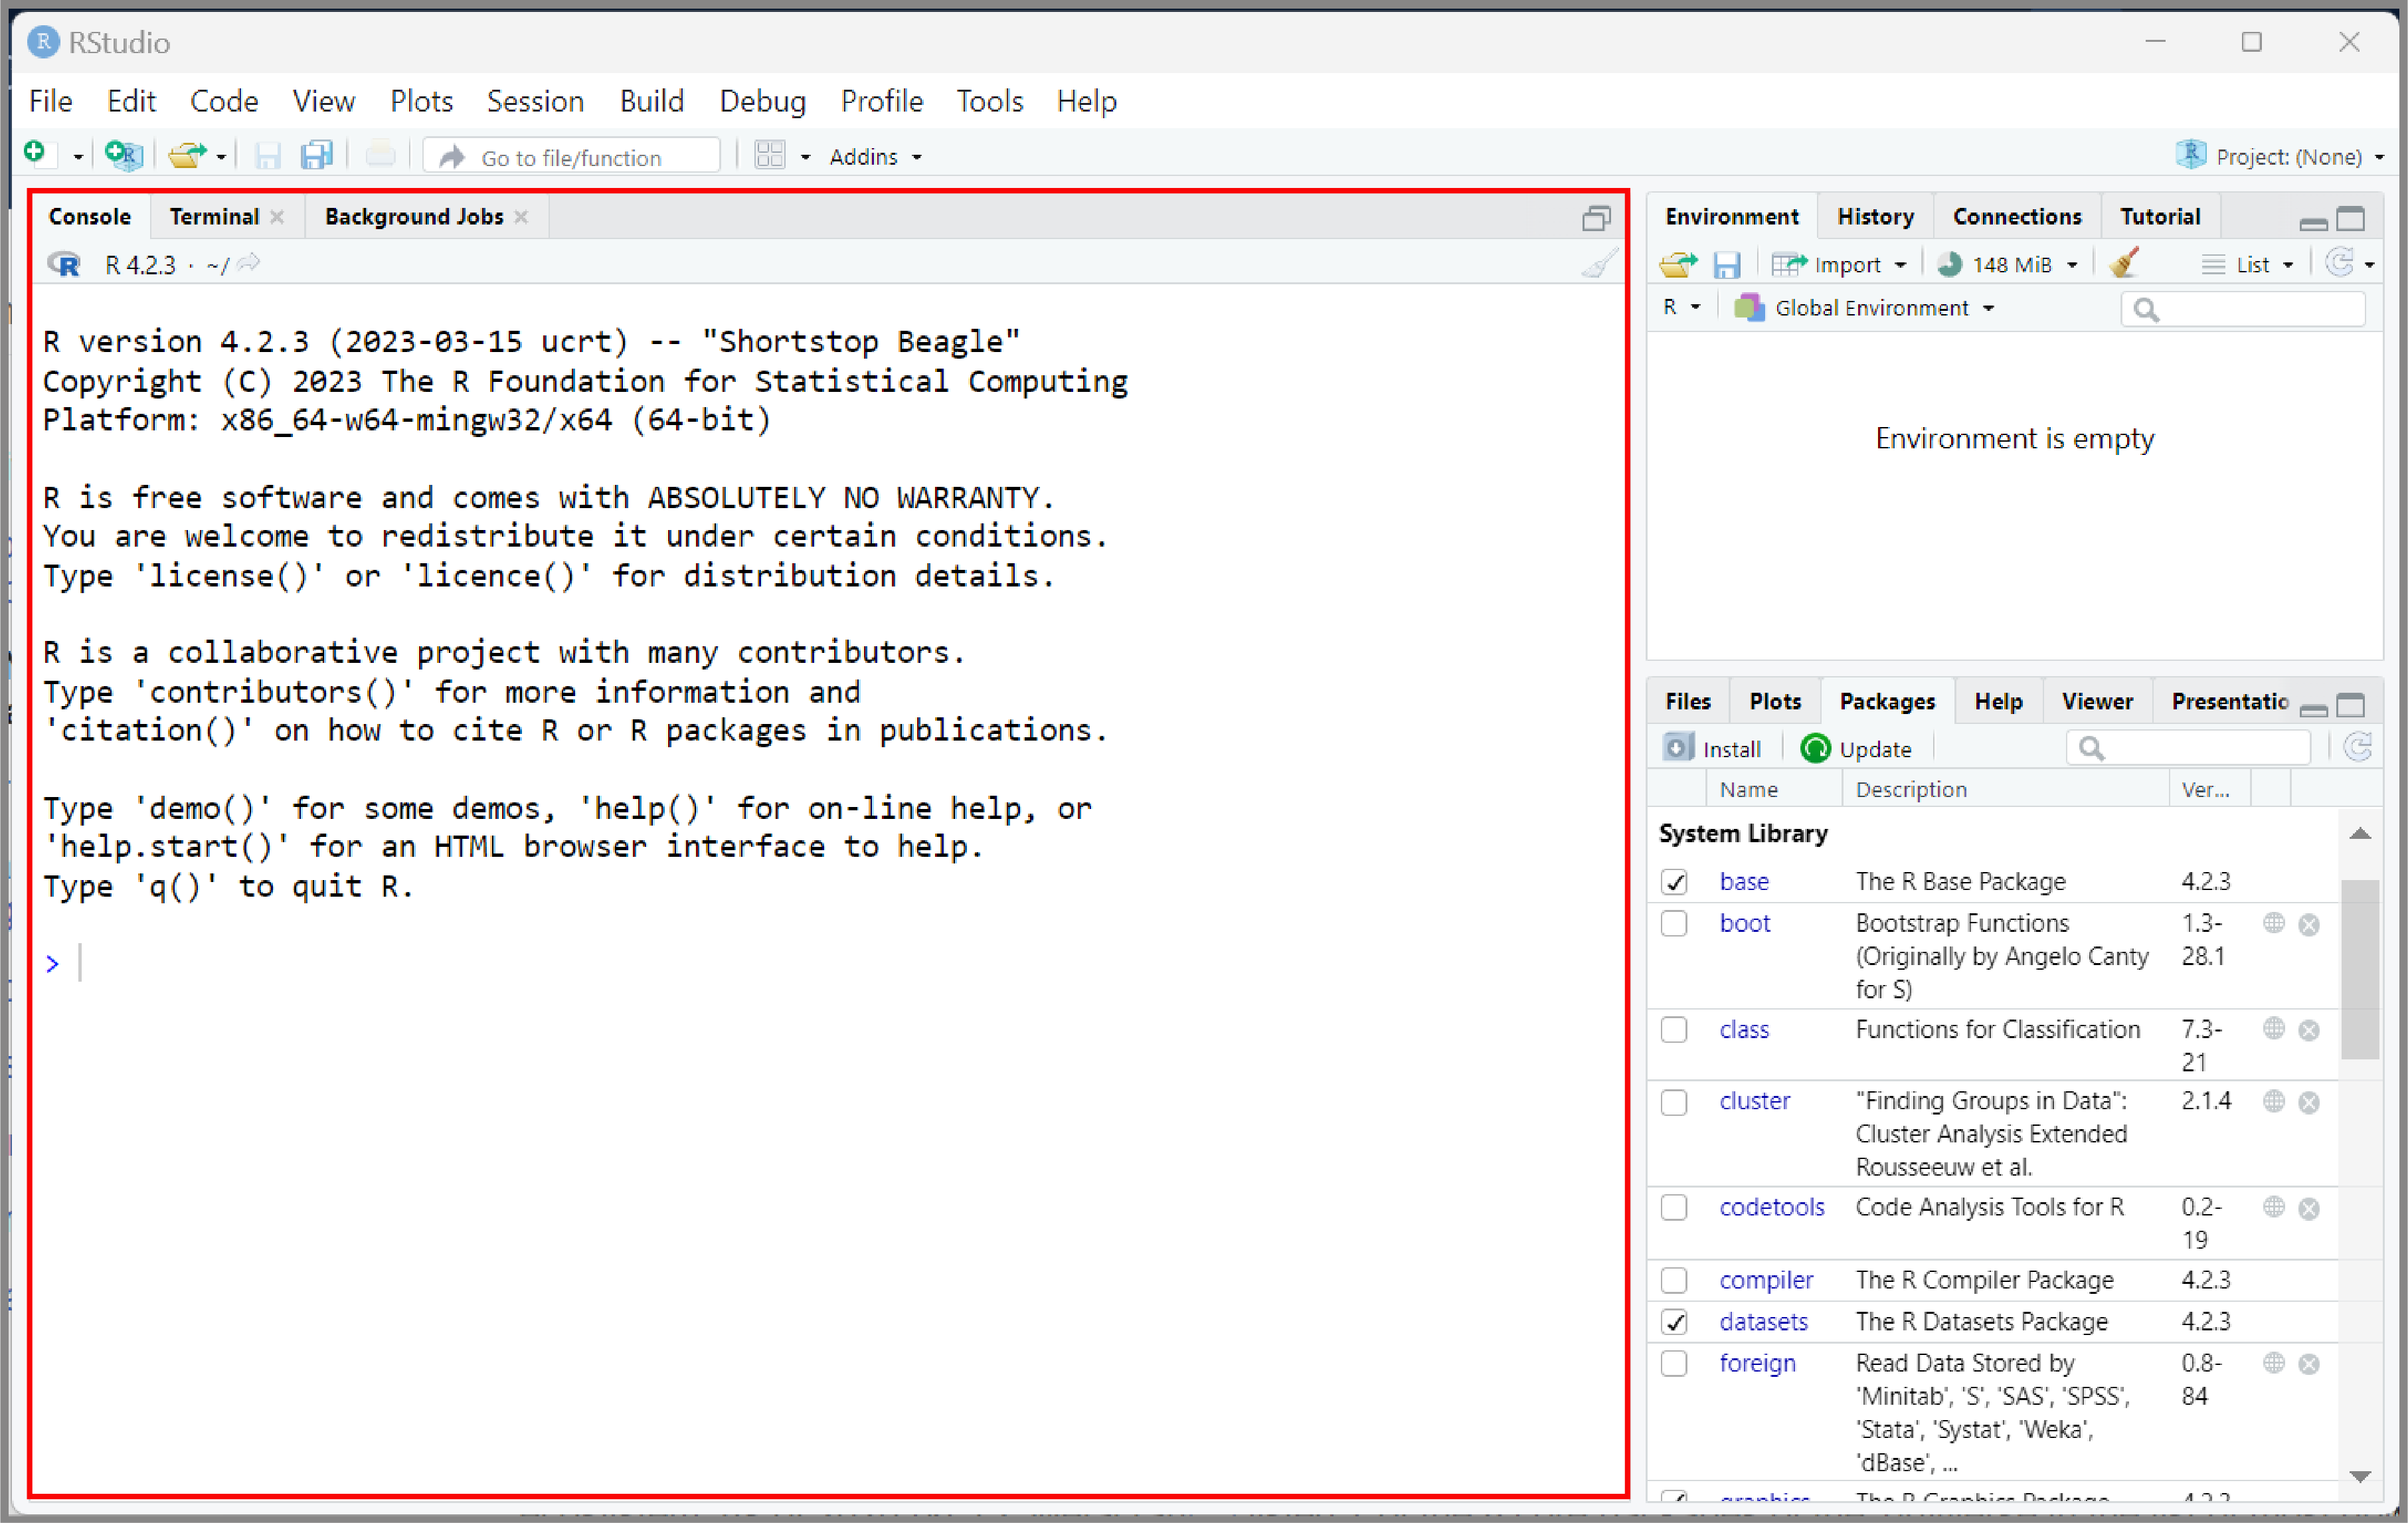 RStudio
File Edit Code View Plots Session Build Debug Profile Tools Help
Go to file/function Addins Project: (None)
Console Terminal Background Jobs
R 4.2.3 · ~/
R version 4.2.3 (2023-03-15 ucrt) -- "Shortstop Beagle"
Copyright (C) 2023 The R Foundation for Statistical Computing
Platform: x86_64-w64-mingw32/x64 (64-bit)
R is free software and comes with ABSOLUTELY NO WARRANTY.
You are welcome to redistribute it under certain conditions.
Type 'license()' or 'licence()' for distribution details.
R is a collaborative project with many contributors.
Type 'contributors()' for more information and
'citation()' on how to cite R or R packages in publications.
Type 'demo()' for some demos, 'help()' for on-line help, or
'help.start()' for an HTML browser interface to help.
Type 'q()' to quit R.
>
Environment History Connections Tutorial
Import 148 MiB List
R Global Environment
Environment is empty
Files Plots Packages Help Viewer Presentatio
Install Update
Name Description Ver...
System Library
base The R Base Package 4.2.3
boot Bootstrap Functions 1.3-
(Originally by Angelo Canty 28.1
for S)
class Functions for Classification 7.3-
21
cluster "Finding Groups in Data": 2.1.4
Cluster Analysis Extended
Rousseeuw et al.
codetools Code Analysis Tools for R 0.2-
19
compiler The R Compiler Package 4.2.3
datasets The R Datasets Package 4.2.3
foreign Read Data Stored by 0.8-
'Minitab', 'S', 'SAS', 'SPSS', 84
'Stata', 'Systat', 'Weka',
'dBase', ...
graphics The R Graphics Package 4.2.3